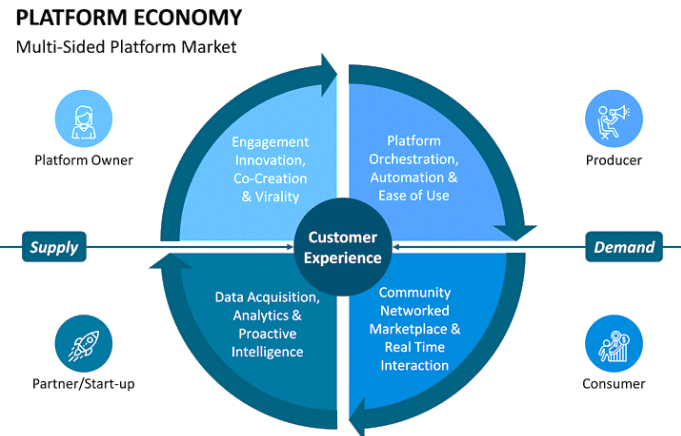 PLATFORM ECONOMY
Multi-Sided Platform Market
Platform Owner
Engagement
Innovation,
Co-Creation
& Virality
Platform
Orchestration,
Automation &
Ease of Use
Producer
Supply
Customer
Experience
Demand
Data Acquisition,
Analytics &
Proactive
Intelligence
Community
Networked
Marketplace &
Real Time
Interaction
Partner/Start-up
Consumer